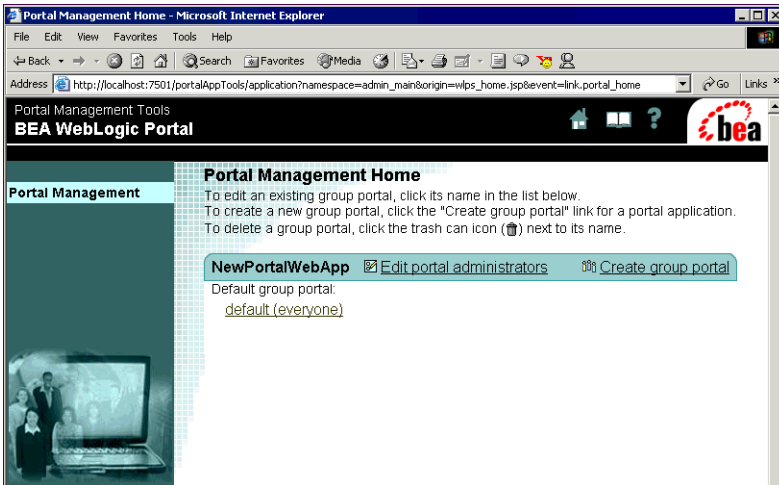 Portal Management Home - Microsoft Internet Explorer
File Edit View Favorites Tools Help
Back Search Favorites Media
Address http://localhost:7501/portalAppTools/application?namespace=admin_main&origin=wlps_home.jsp&event=link.portal_home Go Links »
Portal Management Tools
BEA WebLogic Portal
bea
Portal Management
Portal Management Home
To edit an existing group portal, click its name in the list below.
To create a new group portal, click the "Create group portal" link for a portal application.
To delete a group portal, click the trash can icon ( ) next to its name.
NewPortalWebApp Edit portal administrators Create group portal
Default group portal:
default (everyone)